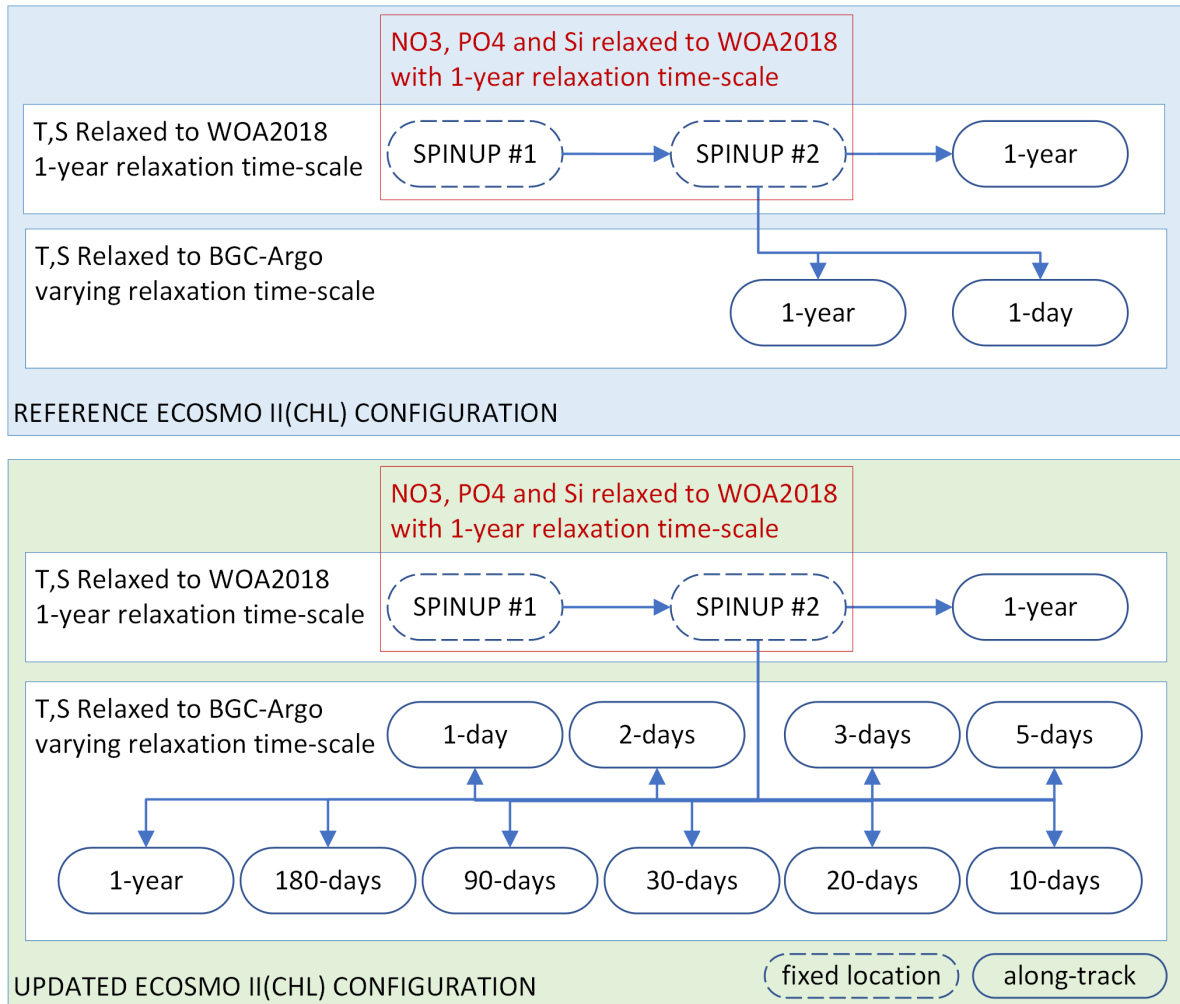 NO3, PO4 and Si relaxed to WOA2018
with 1-year relaxation time-scale
T,S Relaxed to WOA2018
1-year relaxation time-scale
SPINUP #1
SPINUP #2
1-year
T,S Relaxed to BGC-Argo
varying relaxation time-scale
1-year
1-day
REFERENCE ECOSMO II(CHL) CONFIGURATION
NO3, PO4 and Si relaxed to WOA2018
with 1-year relaxation time-scale
T,S Relaxed to WOA2018
1-year relaxation time-scale
SPINUP #1
SPINUP #2
1-year
T,S Relaxed to BGC-Argo
varying relaxation time-scale
1-day
2-days
3-days
5-days
1-year
180-days
90-days
30-days
20-days
10-days
UPDATED ECOSMO II(CHL) CONFIGURATION
fixed location
along-track